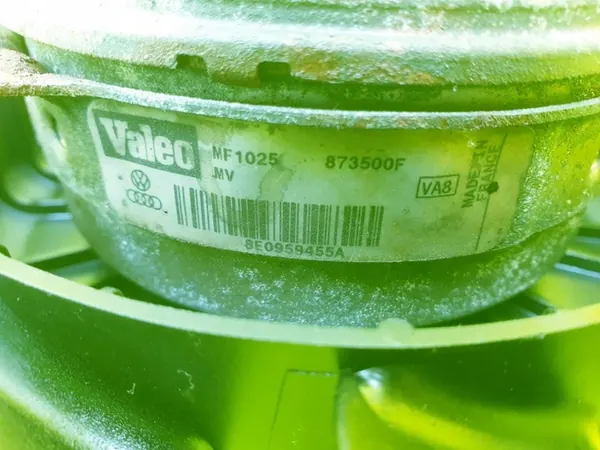 Valeo
MF1025 873500F
MV
VA8
MADE IN
FRANCE
8E0959455A